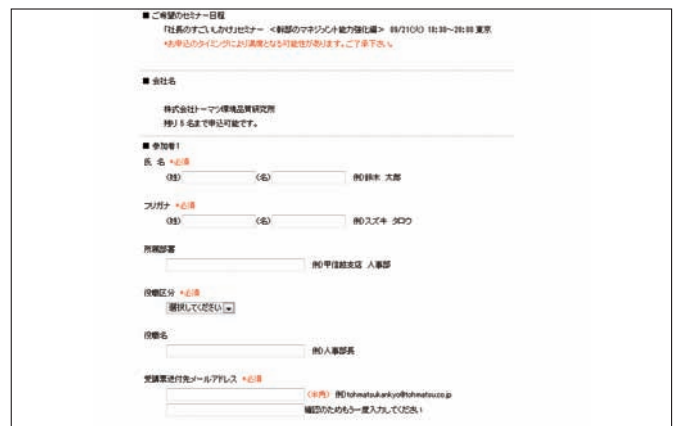 ■ ご希望のセミナー日程
「社長のすごいしかけ」セミナー <幹部のマネジメント能力強化編> 09/21(火) 18:30～20:00 東京
*お申込のタイミングにより満席となる可能性があります。ご了承下さい。
■ 会社名
株式会社トーマツ環境品質研究所
残り 5 名まで申込可能です。
■ 参加者1
氏 名 *必須
(姓) (名) 例)鈴木 太郎
フリガナ *必須
(姓) (名) 例)スズキ タロウ
所属部署
例)甲信越支店 人事部
役職区分 *必須
選択してください
役職名
例)人事部長
受講票送付先メールアドレス *必須
(半角) 例)tohmatsukankyo@tohmatsu.co.jp
確認のためもう一度入力してください